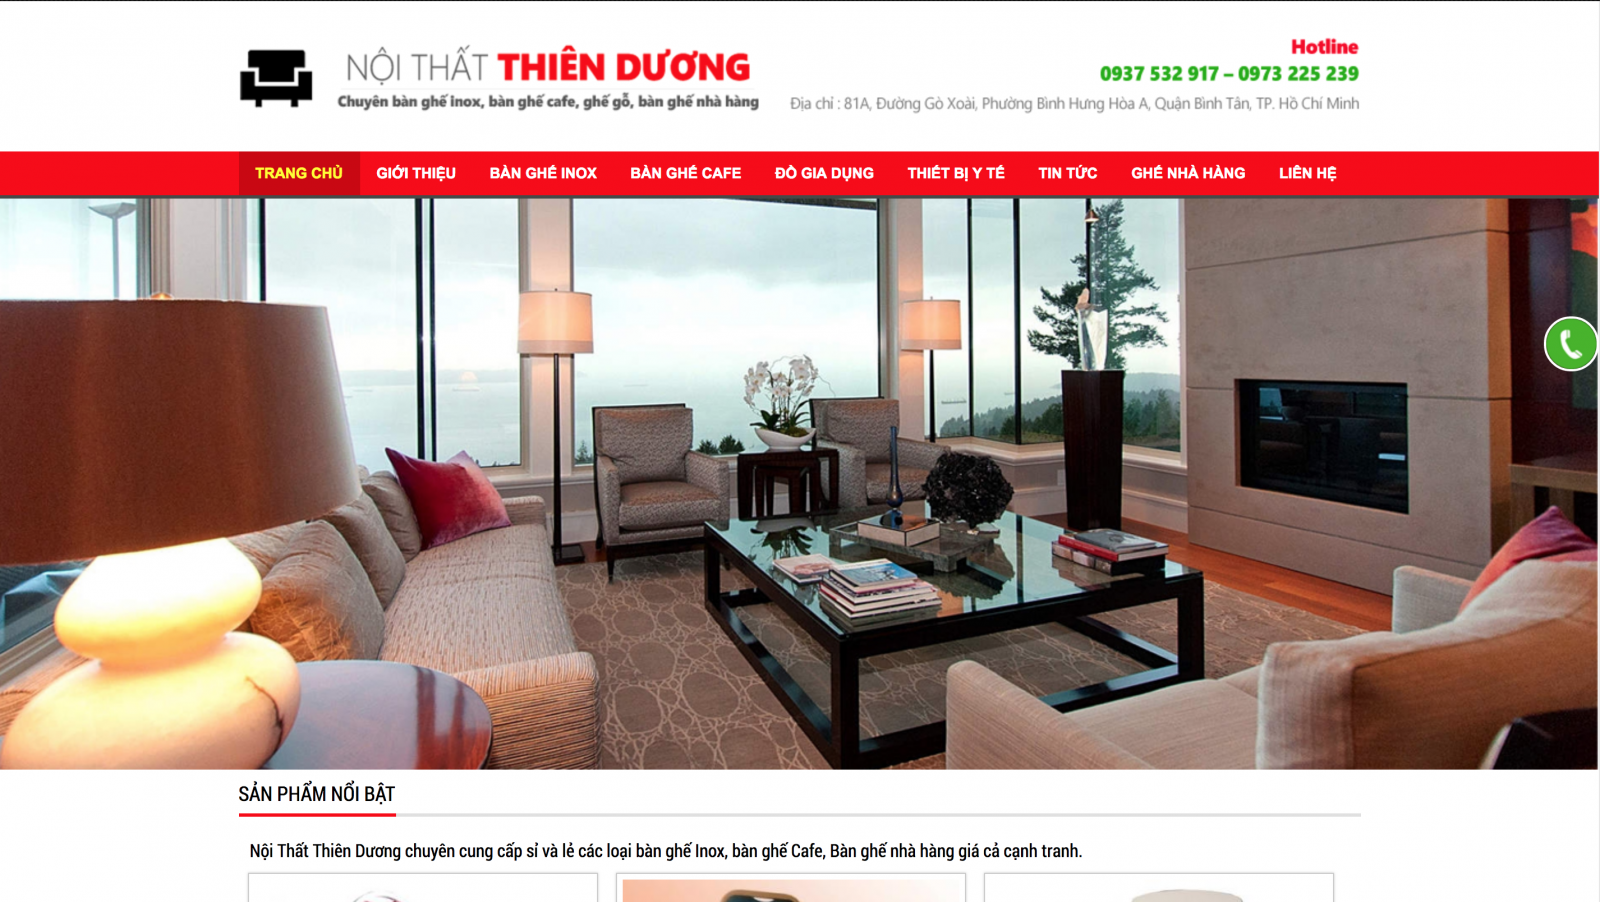 NỘI THẤT THIÊN DƯƠNG
Chuyên bàn ghế inox, bàn ghế cafe, ghế gỗ, bàn ghế nhà hàng
Hotline
0937 532 917 – 0973 225 239
Địa chỉ : 81A, Đường Gò Xoài, Phường Bình Hưng Hòa A, Quận Bình Tân, TP. Hồ Chí Minh
TRANG CHỦ GIỚI THIỆU BÀN GHẾ INOX BÀN GHẾ CAFE ĐỒ GIA DỤNG THIẾT BỊ Y TẾ TIN TỨC GHẾ NHÀ HÀNG LIÊN HỆ
SẢN PHẨM NỔI BẬT
Nội Thất Thiên Dương chuyên cung cấp sỉ và lẻ các loại bàn ghế Inox, bàn ghế Cafe, Bàn ghế nhà hàng giá cả cạnh tranh.